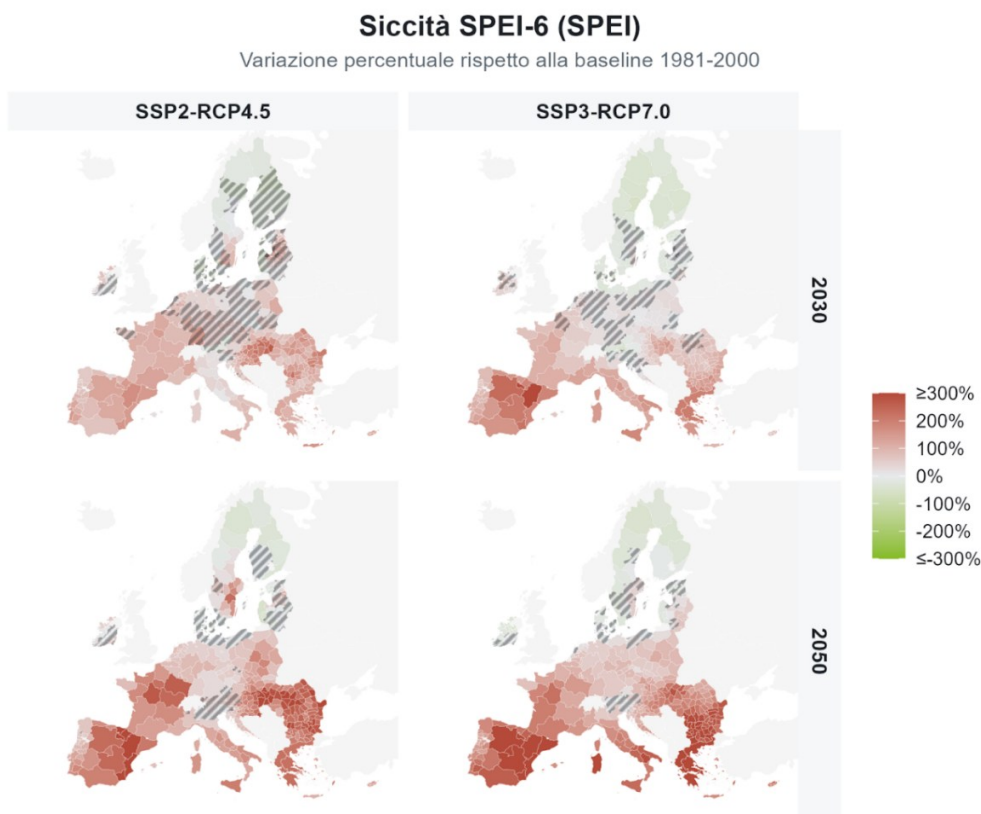 Siccità SPEI-6 (SPEI)
Variazione percentuale rispetto alla baseline 1981-2000
SSP2-RCP4.5
SSP3-RCP7.0
2030
2050
≥300%
200%
100%
0%
-100%
-200%
≤-300%